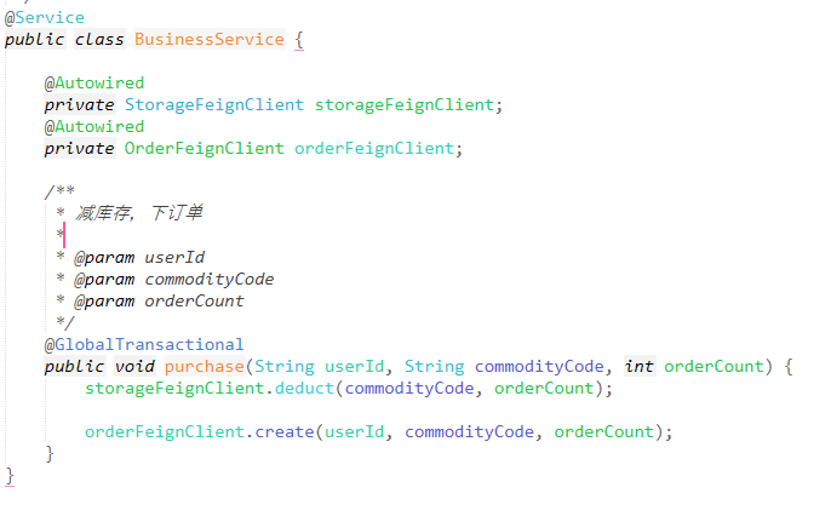 */
@Service
public class BusinessService {
@Autowired
private StorageFeignClient storageFeignClient;
@Autowired
private OrderFeignClient orderFeignClient;
/**
* 减库存, 下订单
*
* @param userId
* @param commodityCode
* @param orderCount
*/
@GlobalTransactional
public void purchase(String userId, String commodityCode, int orderCount) {
storageFeignClient.deduct(commodityCode, orderCount);
orderFeignClient.create(userId, commodityCode, orderCount);
}
}